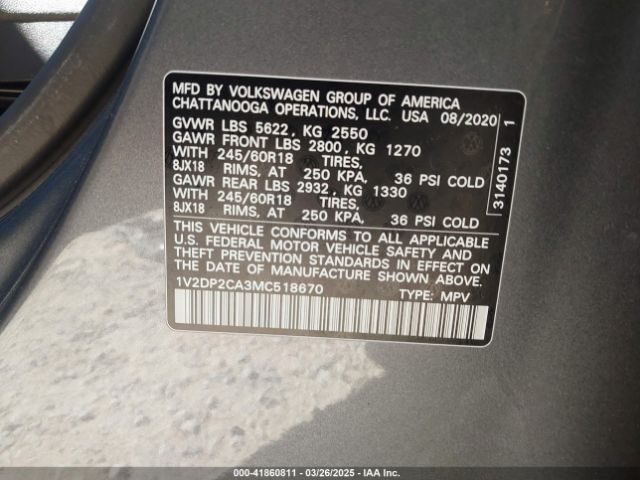 MFD BY VOLKSWAGEN GROUP OF AMERICA
CHATTANOOGA OPERATIONS, LLC. USA 08/2020
GVWR LBS 5622, KG 2550
GAWR FRONT LBS 2800, KG 1270
WITH 245/60R18 TIRES,
8JX18 RIMS, AT 250 KPA, 36 PSI COLD
GAWR REAR LBS 2932, KG 1330
WITH 245/60R18 TIRES,
8JX18 RIMS, AT 250 KPA, 36 PSI COLD
THIS VEHICLE CONFORMS TO ALL APPLICABLE
U.S. FEDERAL MOTOR VEHICLE SAFETY AND
THEFT PREVENTION STANDARDS IN EFFECT ON
THE DATE OF MANUFACTURE SHOWN ABOVE.
1V2DP2CA3MC518670 TYPE: MPV
3140173 1
000-41860811 - 03/26/2025 - IAAI.COM